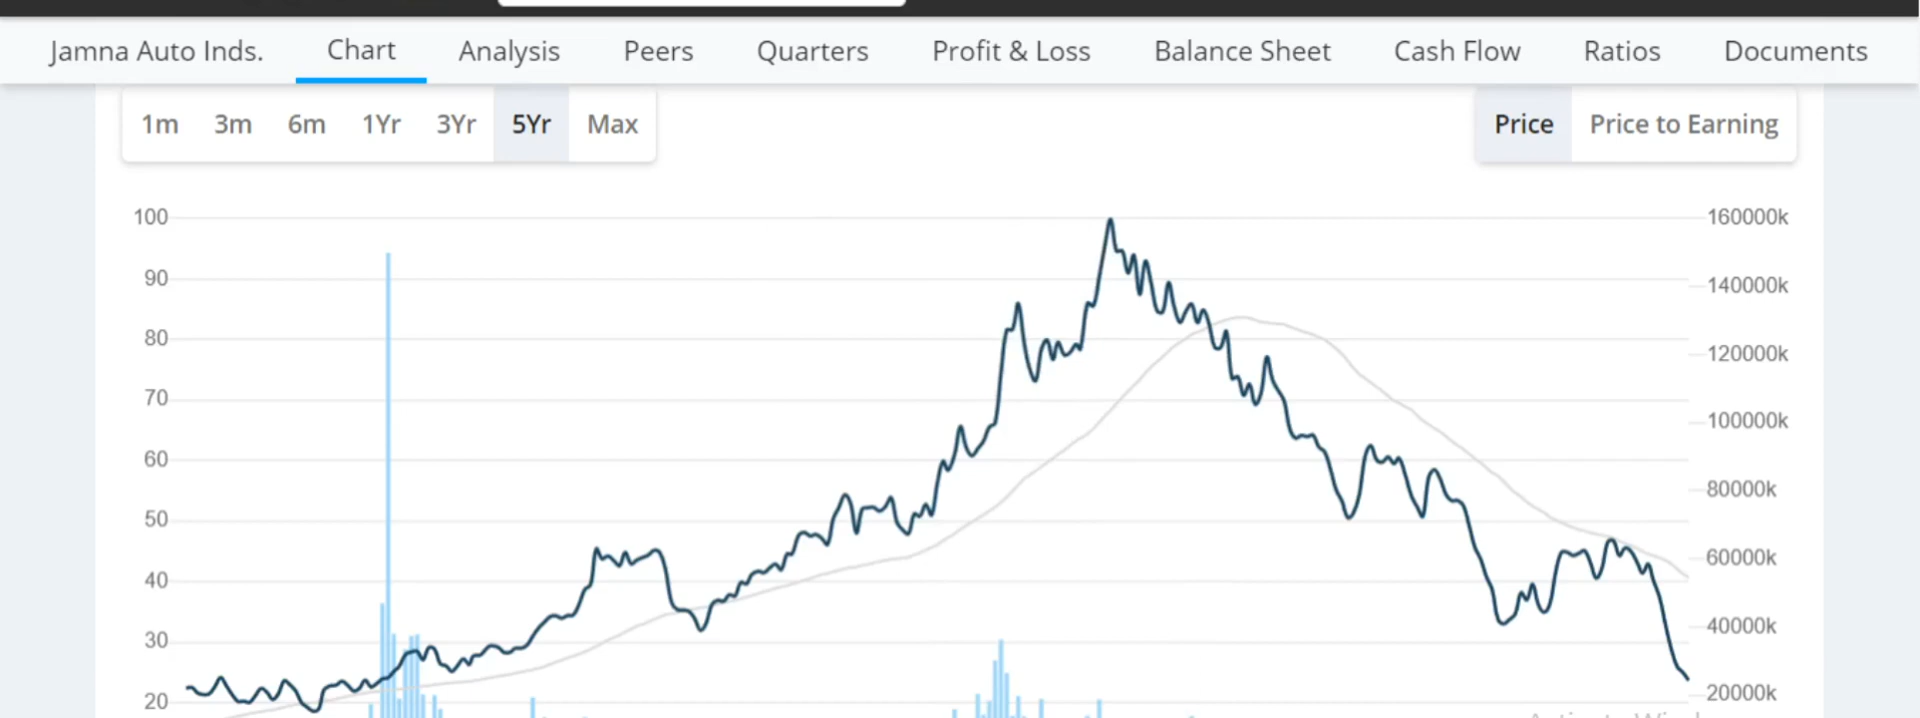 Jamna Auto Inds. Chart Analysis Peers Quarters Profit & Loss Balance Sheet Cash Flow Ratios Documents
1m 3m 6m 1Yr 3Yr 5Yr Max Price Price to Earning
100 160000k
90 140000k
80 120000k
70 100000k
60 80000k
50 60000k
40 40000k
30 20000k
20